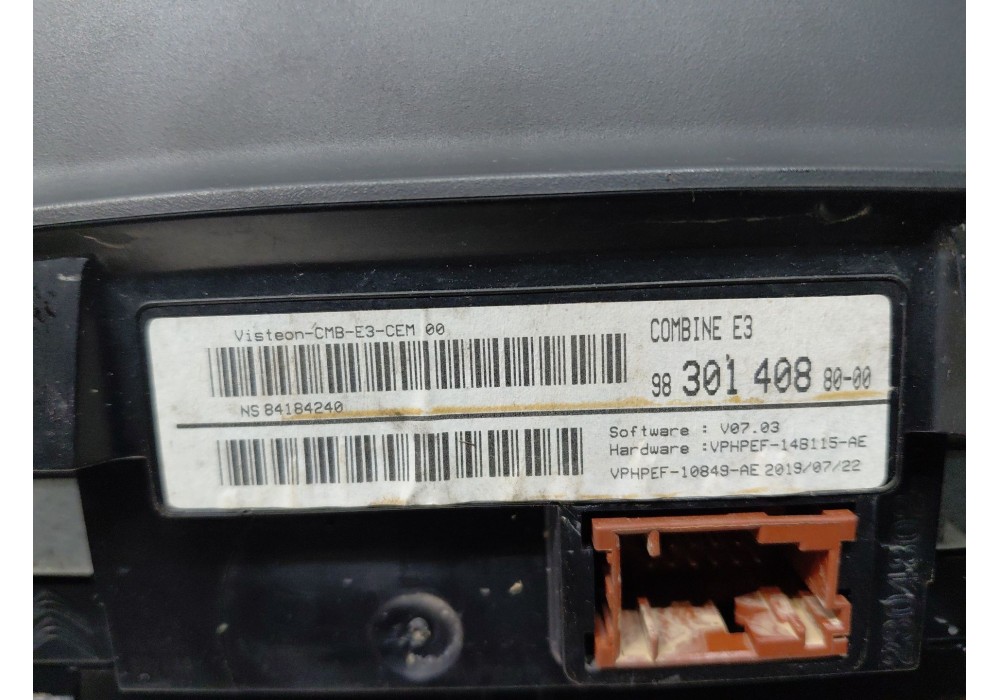 Visteon-CMB-E3-CEM 00
NS 84184240
COMBINE E3
98 301 408 80-00
Software : V07.03
Hardware :VPHPEF-14B115-AE
VPHPEF-10849-AE 2019/07/22